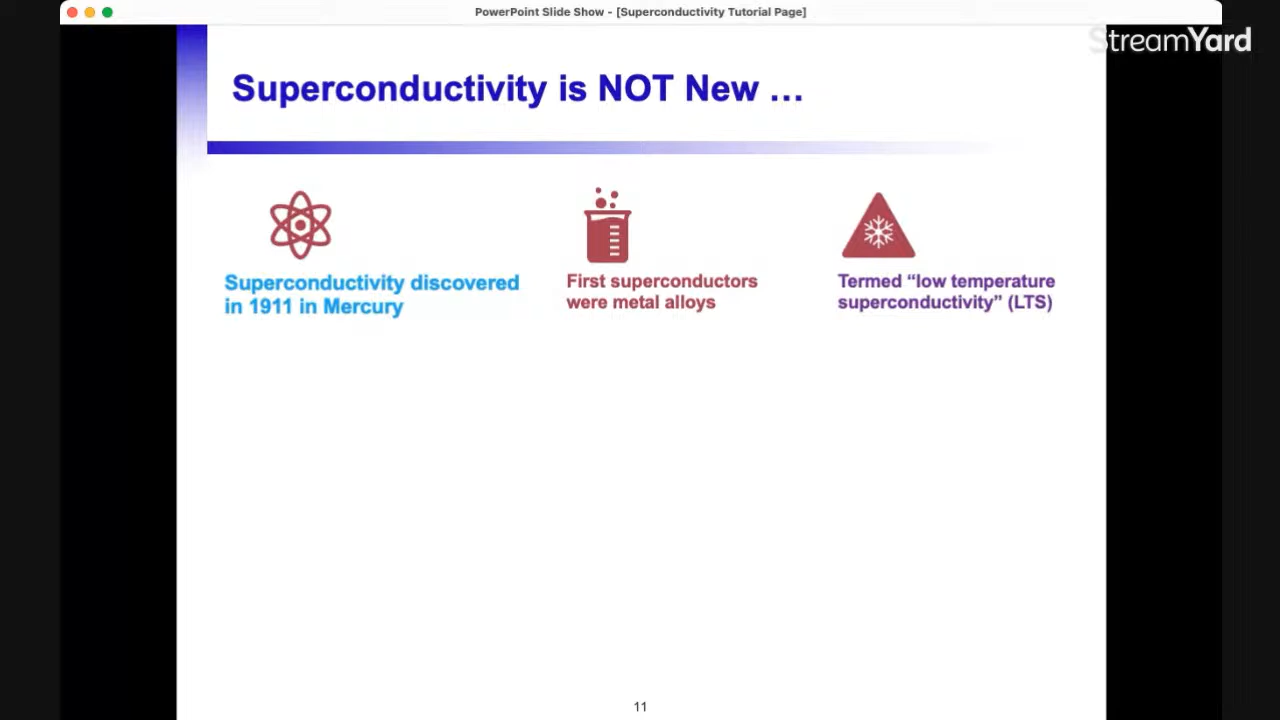 PowerPoint Slide Show - [Superconductivity Tutorial Page]
StreamYard
Superconductivity is NOT New …
Superconductivity discovered
in 1911 in Mercury
First superconductors
were metal alloys
Termed “low temperature
superconductivity” (LTS)
11